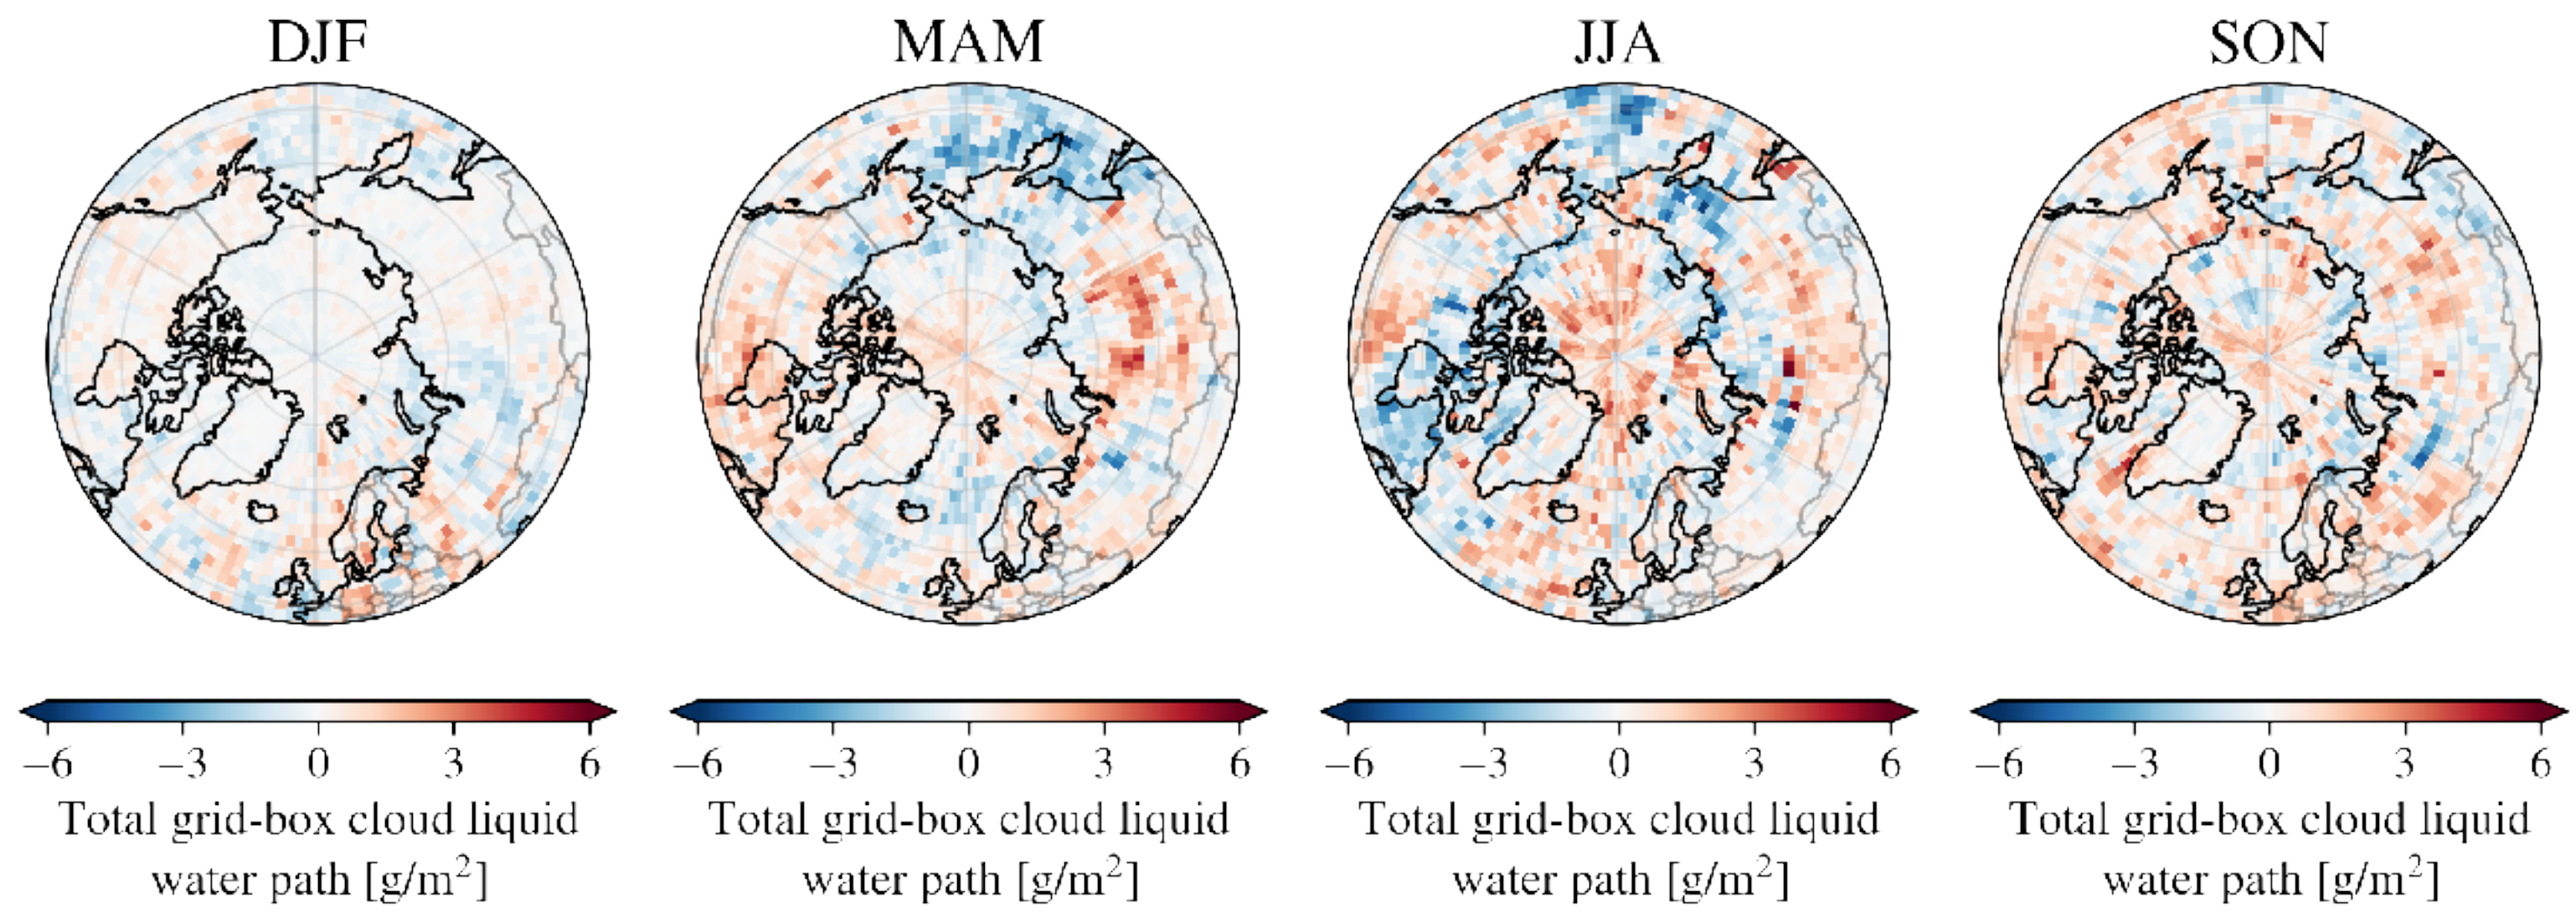 DJF MAM JJA SON
−6 −3 0 3 6 −6 −3 0 3 6 −6 −3 0 3 6 −6 −3 0 3 6
Total grid-box cloud liquid Total grid-box cloud liquid Total grid-box cloud liquid Total grid-box cloud liquid
water path [g/m²] water path [g/m²] water path [g/m²] water path [g/m²]